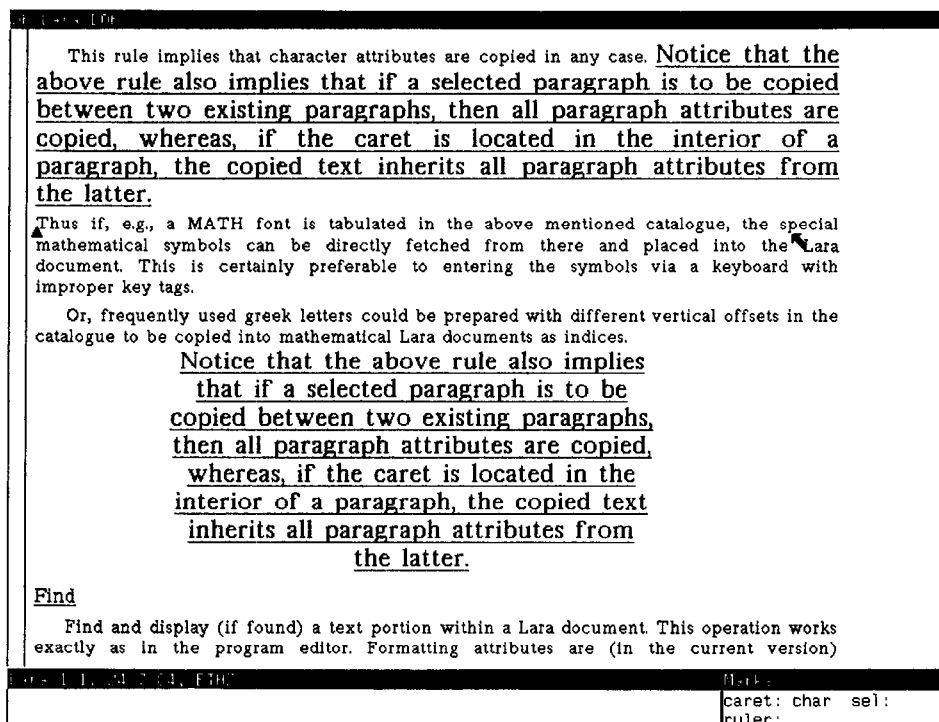 This rule implies that character attributes are copied in any case. Notice that the
above rule also implies that if a selected paragraph is to be copied
between two existing paragraphs, then all paragraph attributes are
copied, whereas, if the caret is located in the interior of a
paragraph, the copied text inherits all paragraph attributes from
the latter.
Thus if, e.g., a MATH font is tabulated in the above mentioned catalogue, the special
mathematical symbols can be directly fetched from there and placed into the Lara
document. This is certainly preferable to entering the symbols via a keyboard with
improper key tags.
Or, frequently used greek letters could be prepared with different vertical offsets in the
catalogue to be copied into mathematical Lara documents as indices.
Notice that the above rule also implies
that if a selected paragraph is to be
copied between two existing paragraphs,
then all paragraph attributes are copied,
whereas, if the caret is located in the
interior of a paragraph, the copied text
inherits all paragraph attributes from
the latter.
Find
Find and display (if found) a text portion within a Lara document. This operation works
exactly as in the program editor. Formatting attributes are (in the current version)
caret: char sel:
ruler: